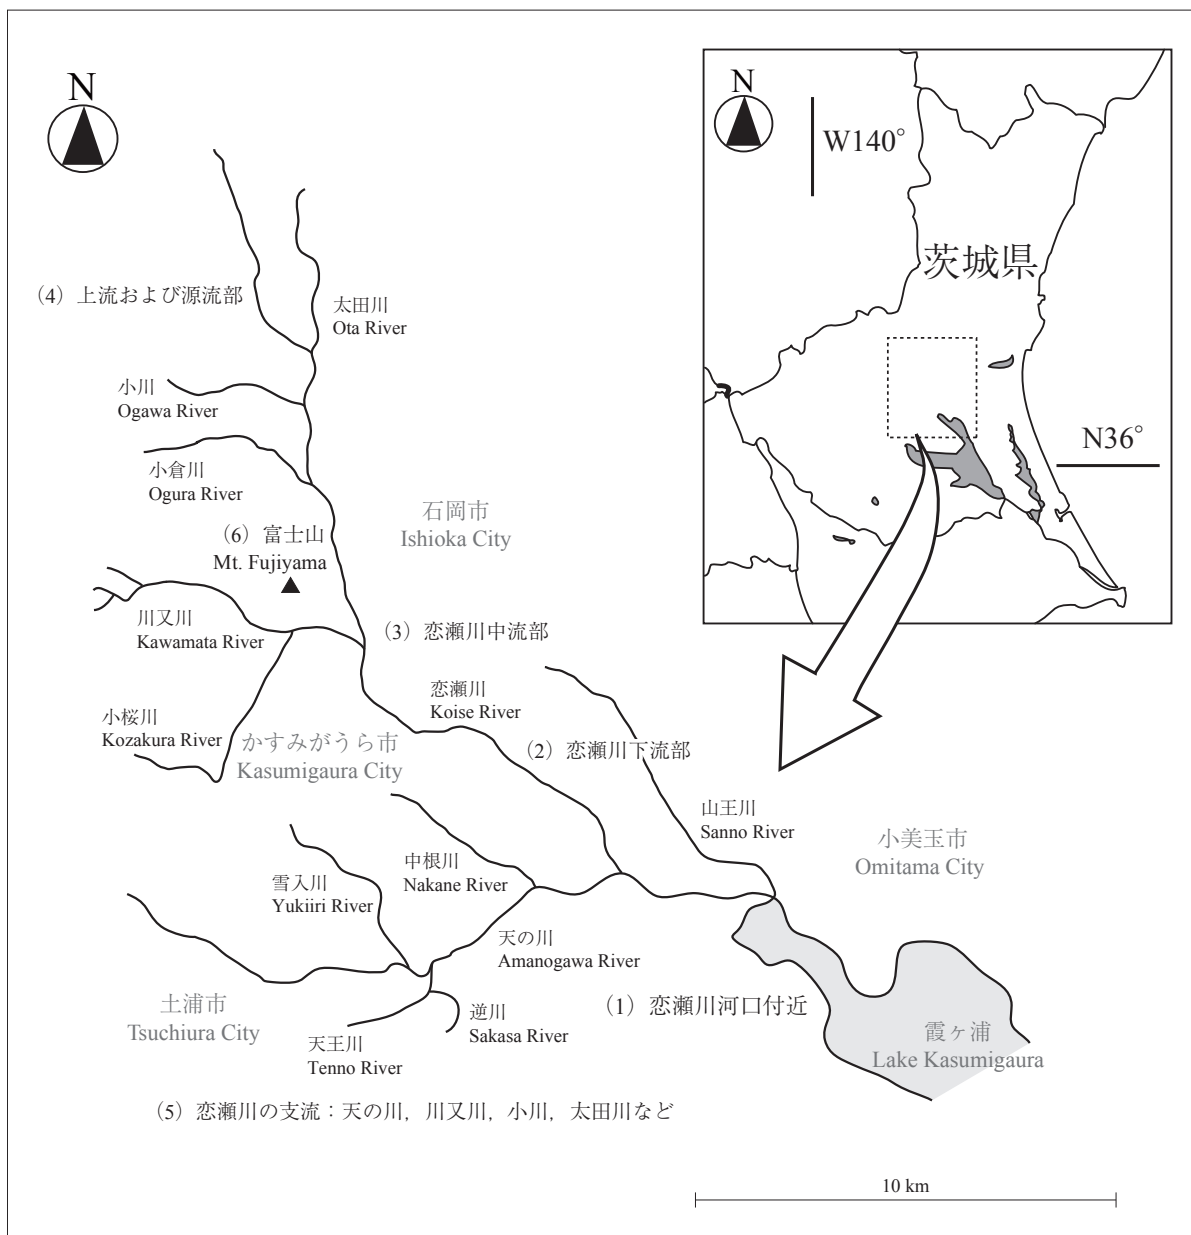 N
N
W140°
茨城県
N36°
（4）上流および源流部
太田川
Ota River
小川
Ogawa River
小倉川
Ogura River
石岡市
Ishioka City
（6）富士山
Mt. Fujiyama
川又川
Kawamata River
（3）恋瀬川中流部
恋瀬川
Koise River
小桜川
Kozakura River
かすみがうら市
Kasumigaura City
（2）恋瀬川下流部
山王川
Sanno River
小美玉市
Omitama City
中根川
Nakane River
雪入川
Yukiiri River
天の川
Amanogawa River
土浦市
Tsuchiura City
（1）恋瀬川河口付近
逆川
Sakasa River
霞ヶ浦
Lake Kasumigaura
天王川
Tenno River
（5）恋瀬川の支流：天の川，川又川，小川，太田川など
10 km